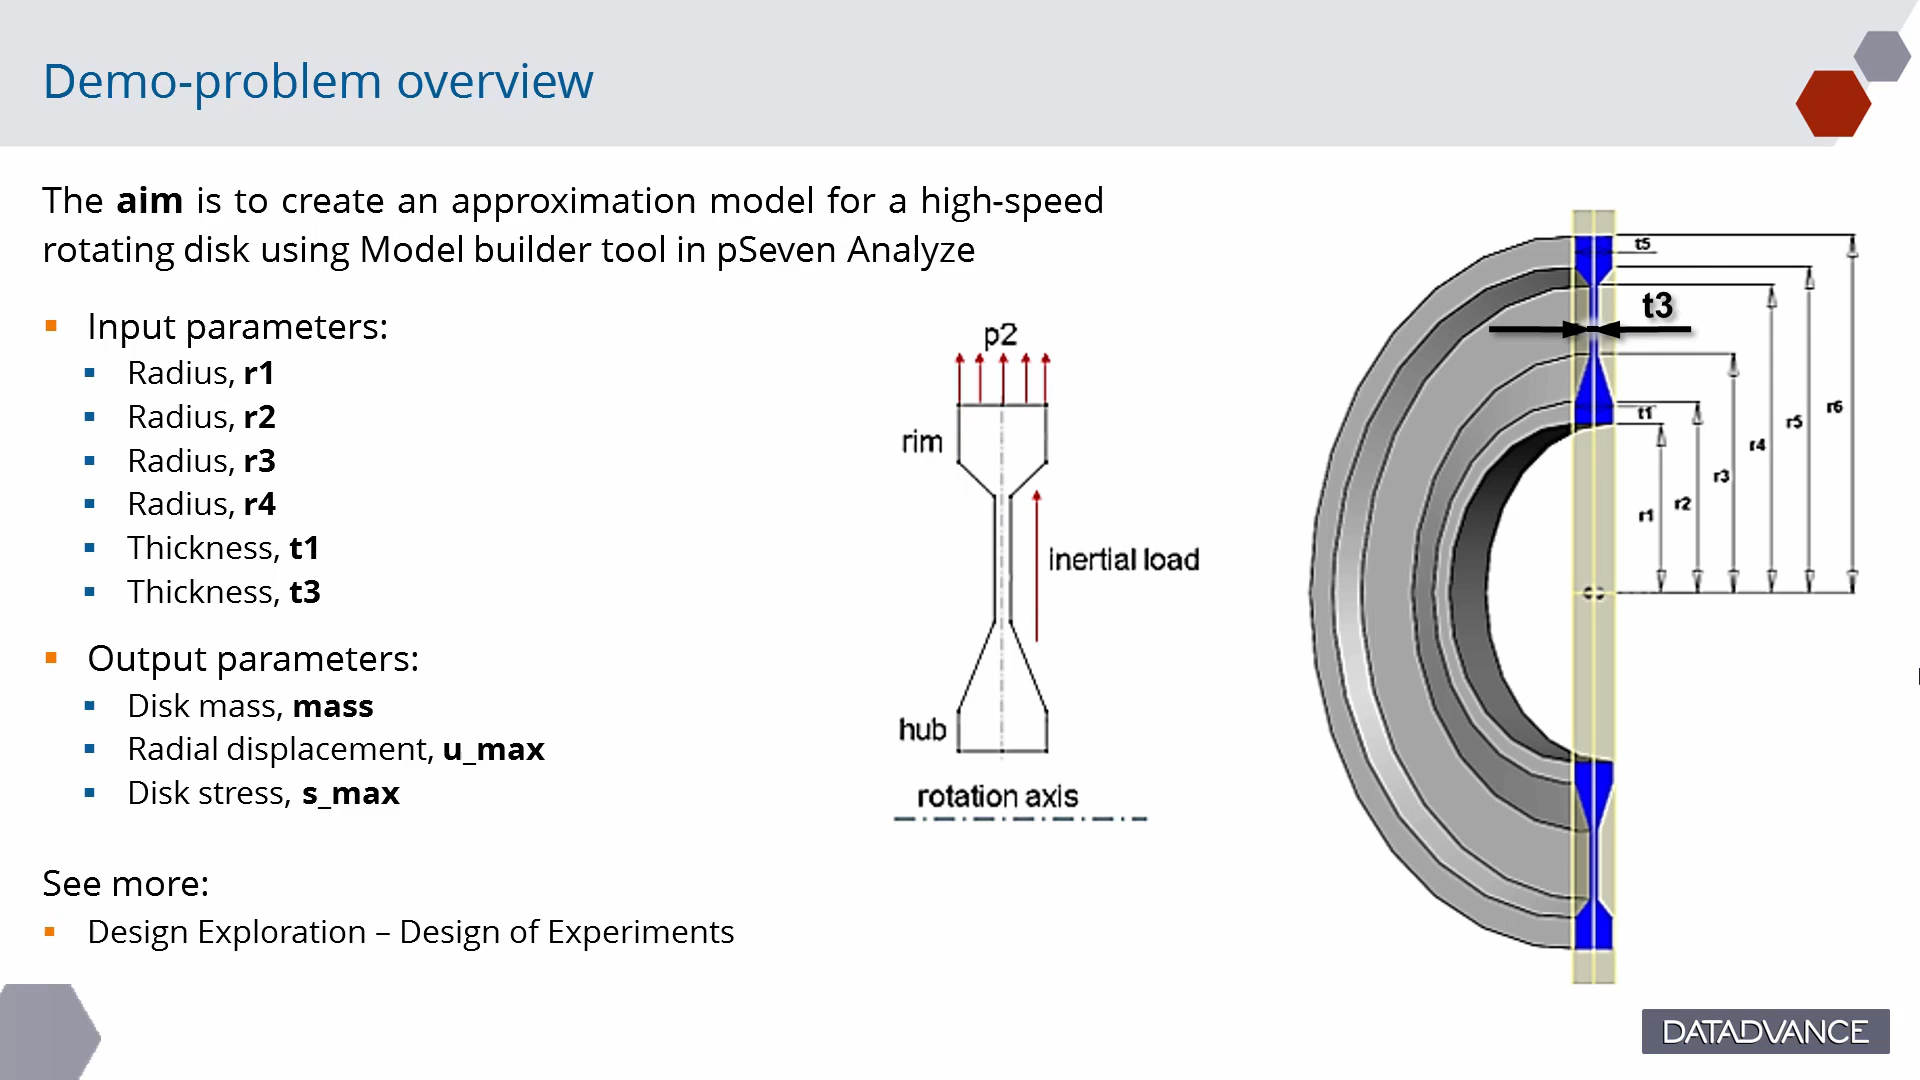 Demo-problem overview
The aim is to create an approximation model for a high-speed
rotating disk using Model builder tool in pSeven Analyze
Input parameters:
Radius, r1
Radius, r2
Radius, r3
Radius, r4
Thickness, t1
Thickness, t3
Output parameters:
Disk mass, mass
Radial displacement, u_max
Disk stress, s_max
See more:
Design Exploration – Design of Experiments
p2
rim
inertial load
hub
rotation axis
t5
t3
t1
r1
r2
r3
r4
r5
r6
DATADVANCE